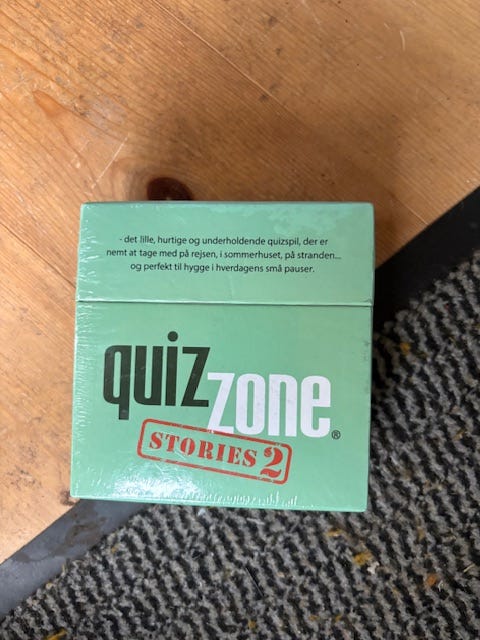 - det lille, hurtige og underholdende quizspil, der er
nemt at tage med på rejsen, i sommerhuset, på stranden...
og perfekt til hygge i hverdagens små pauser.
quiz
zone®
STORIES 2